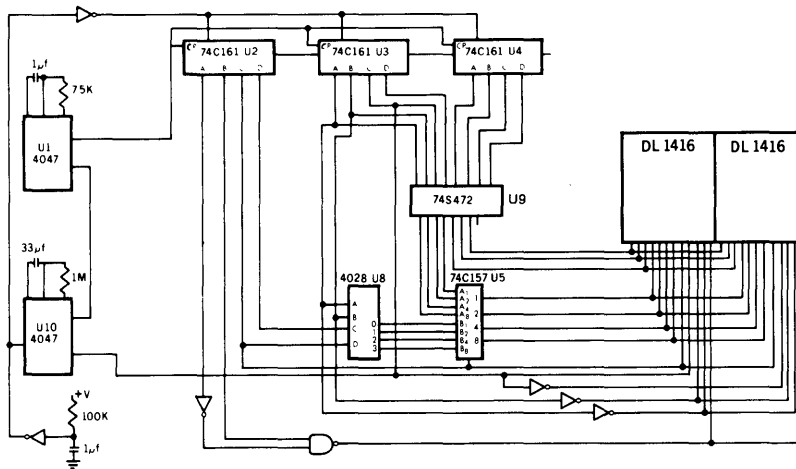 CP 74C161 U2
A B C D
CP 74C161 U3
A B C D
CP 74C161 U4
A B C D
1µf
75K
U1
4047
DL 1416
DL 1416
74S472
U9
33µf
1M
U10
4047
4028 U8
A
B
C
D
0
1
2
3
74C157 U5
A1
A2
A4
A8
B1
B2
B4
B8
1
2
4
8
+V
100K
1µf